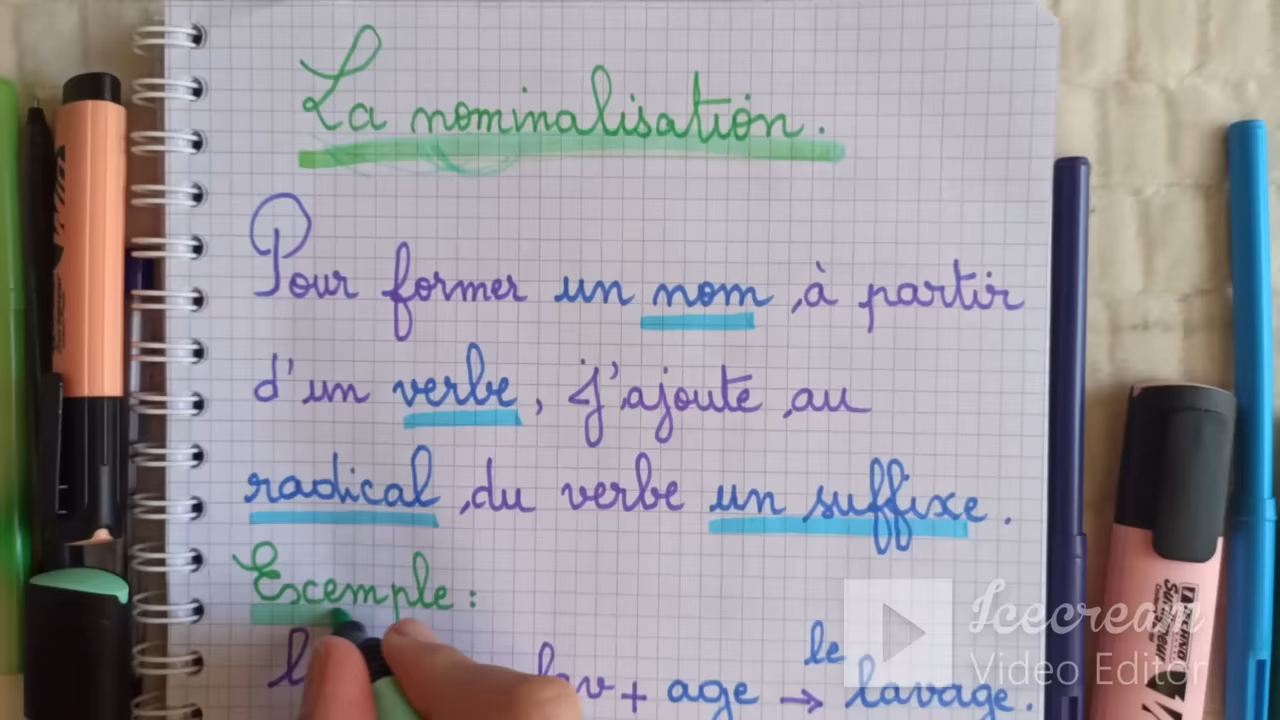 La nominalisation.
Pour former un nom, à partir
d'un verbe, j'ajoute au
radical, du verbe un suffixe.
Exemple:
lav + age → le lavage.
Icecream
Video Editor